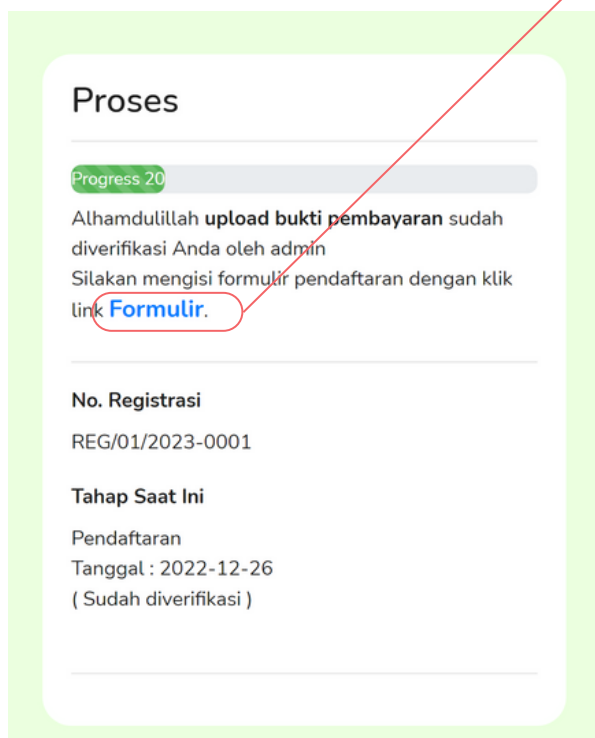 Proses
Progress 20
Alhamdulillah upload bukti pembayaran sudah
diverifikasi Anda oleh admin
Silakan mengisi formulir pendaftaran dengan klik
link Formulir.
No. Registrasi
REG/01/2023-0001
Tahap Saat Ini
Pendaftaran
Tanggal : 2022-12-26
( Sudah diverifikasi )